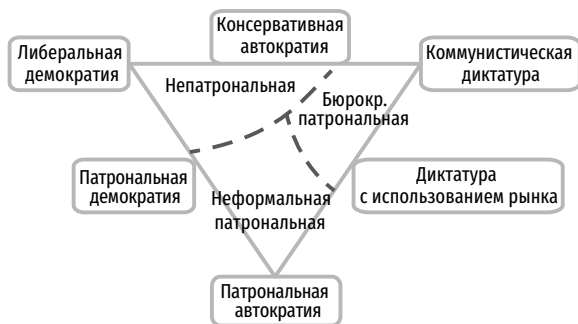 Консервативная
автократия
Либеральная
демократия
Коммунистическая
диктатура
Непатрональная
Бюрокр.
патрональная
Патрональная
демократия
Диктатура
с использованием рынка
Неформальная
патрональная
Патрональная
автократия